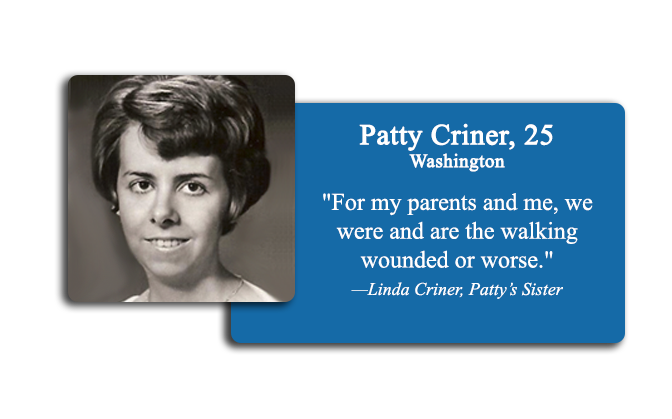 Patty Criner, 25
Washington
"For my parents and me, we
were and are the walking
wounded or worse."
—Linda Criner, Patty’s Sister